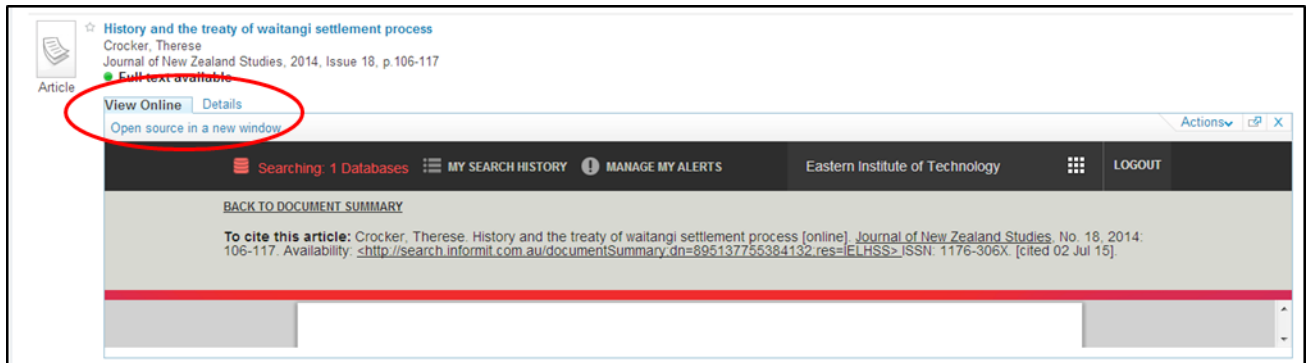 History and the treaty of waitangi settlement process
Crocker, Therese
Journal of New Zealand Studies, 2014, Issue 18, p.106-117
Full text available
Article
View Online Details
Open source in a new window
Actions X
Searching: 1 Databases MY SEARCH HISTORY MANAGE MY ALERTS Eastern Institute of Technology LOGOUT
BACK TO DOCUMENT SUMMARY
To cite this article: Crocker, Therese. History and the treaty of waitangi settlement process [online]. Journal of New Zealand Studies, No. 18, 2014:
106-117. Availability: <http://search.informit.com.au/documentSummary;dn=895137755384132;res=IELHSS> ISSN: 1176-306X. [cited 02 Jul 15].